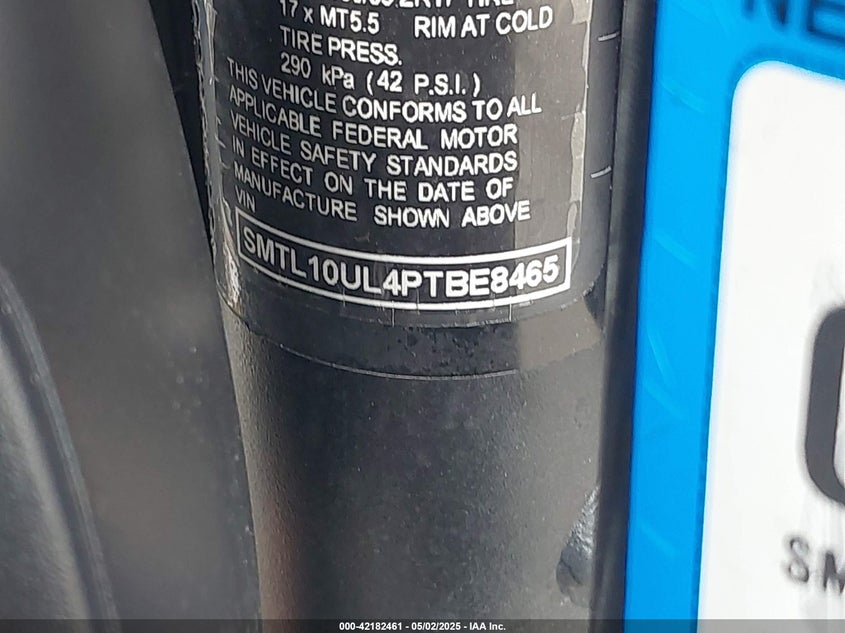 17 x MT5.5 RIM AT COLD
TIRE PRESS.
290 kPa (42 P.S.I.)
THIS VEHICLE CONFORMS TO ALL
APPLICABLE FEDERAL MOTOR
VEHICLE SAFETY STANDARDS
IN EFFECT ON THE DATE OF
MANUFACTURE SHOWN ABOVE
VIN
SMTL10UL4PTBE8465
NE
SM
000-42182461 - 05/02/2025 - IAA Inc.